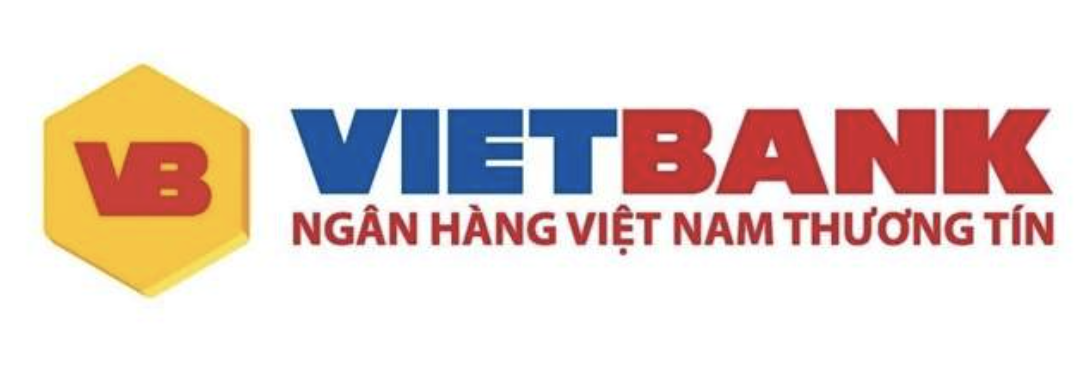 VB
VIETBANK
NGÂN HÀNG VIỆT NAM THƯƠNG TÍN